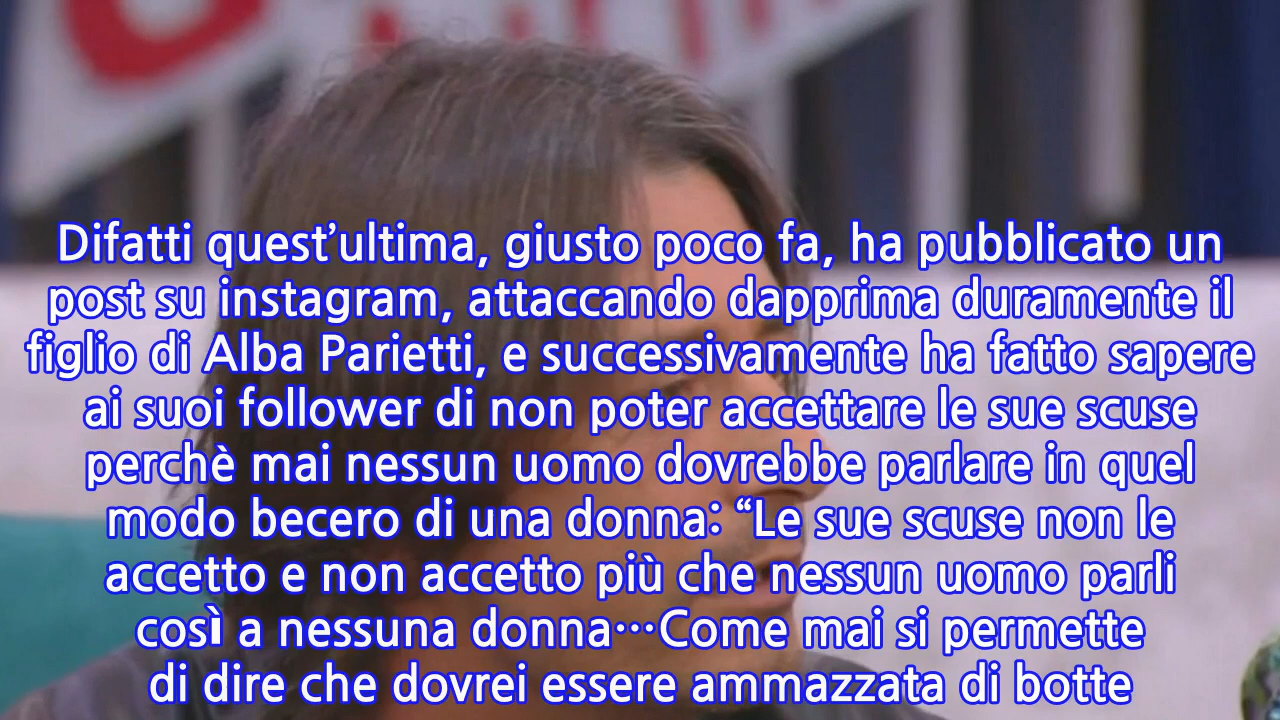 Difatti quest’ultima, giusto poco fa, ha pubblicato un
post su instagram, attaccando dapprima duramente il
figlio di Alba Parietti, e successivamente ha fatto sapere
ai suoi follower di non poter accettare le sue scuse
perchè mai nessun uomo dovrebbe parlare in quel
modo becero di una donna: “Le sue scuse non le
accetto e non accetto più che nessun uomo parli
così a nessuna donna…Come mai si permette
di dire che dovrei essere ammazzata di botte